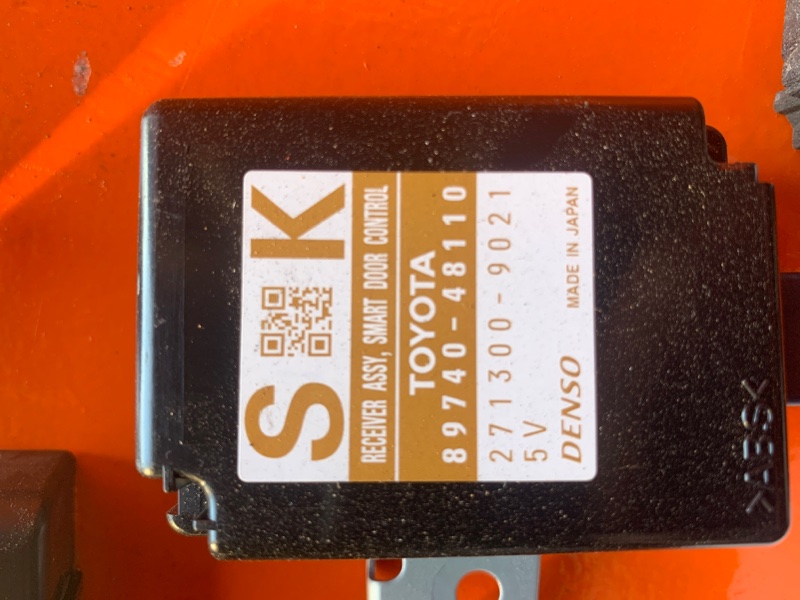 S K
RECEIVER ASSY, SMART DOOR CONTROL
TOYOTA
89740-48110
271300-9021
5V
DENSO MADE IN JAPAN
>ABS<